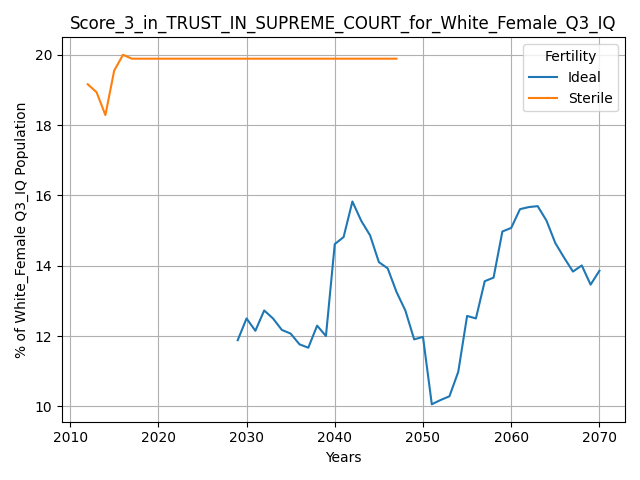 Score_3_in_TRUST_IN_SUPREME_COURT_for_White_Female_Q3_IQ
% of White_Female Q3_IQ Population
20
18
16
14
12
10
Fertility
Ideal
Sterile
2010 2020 2030 2040 2050 2060 2070
Years